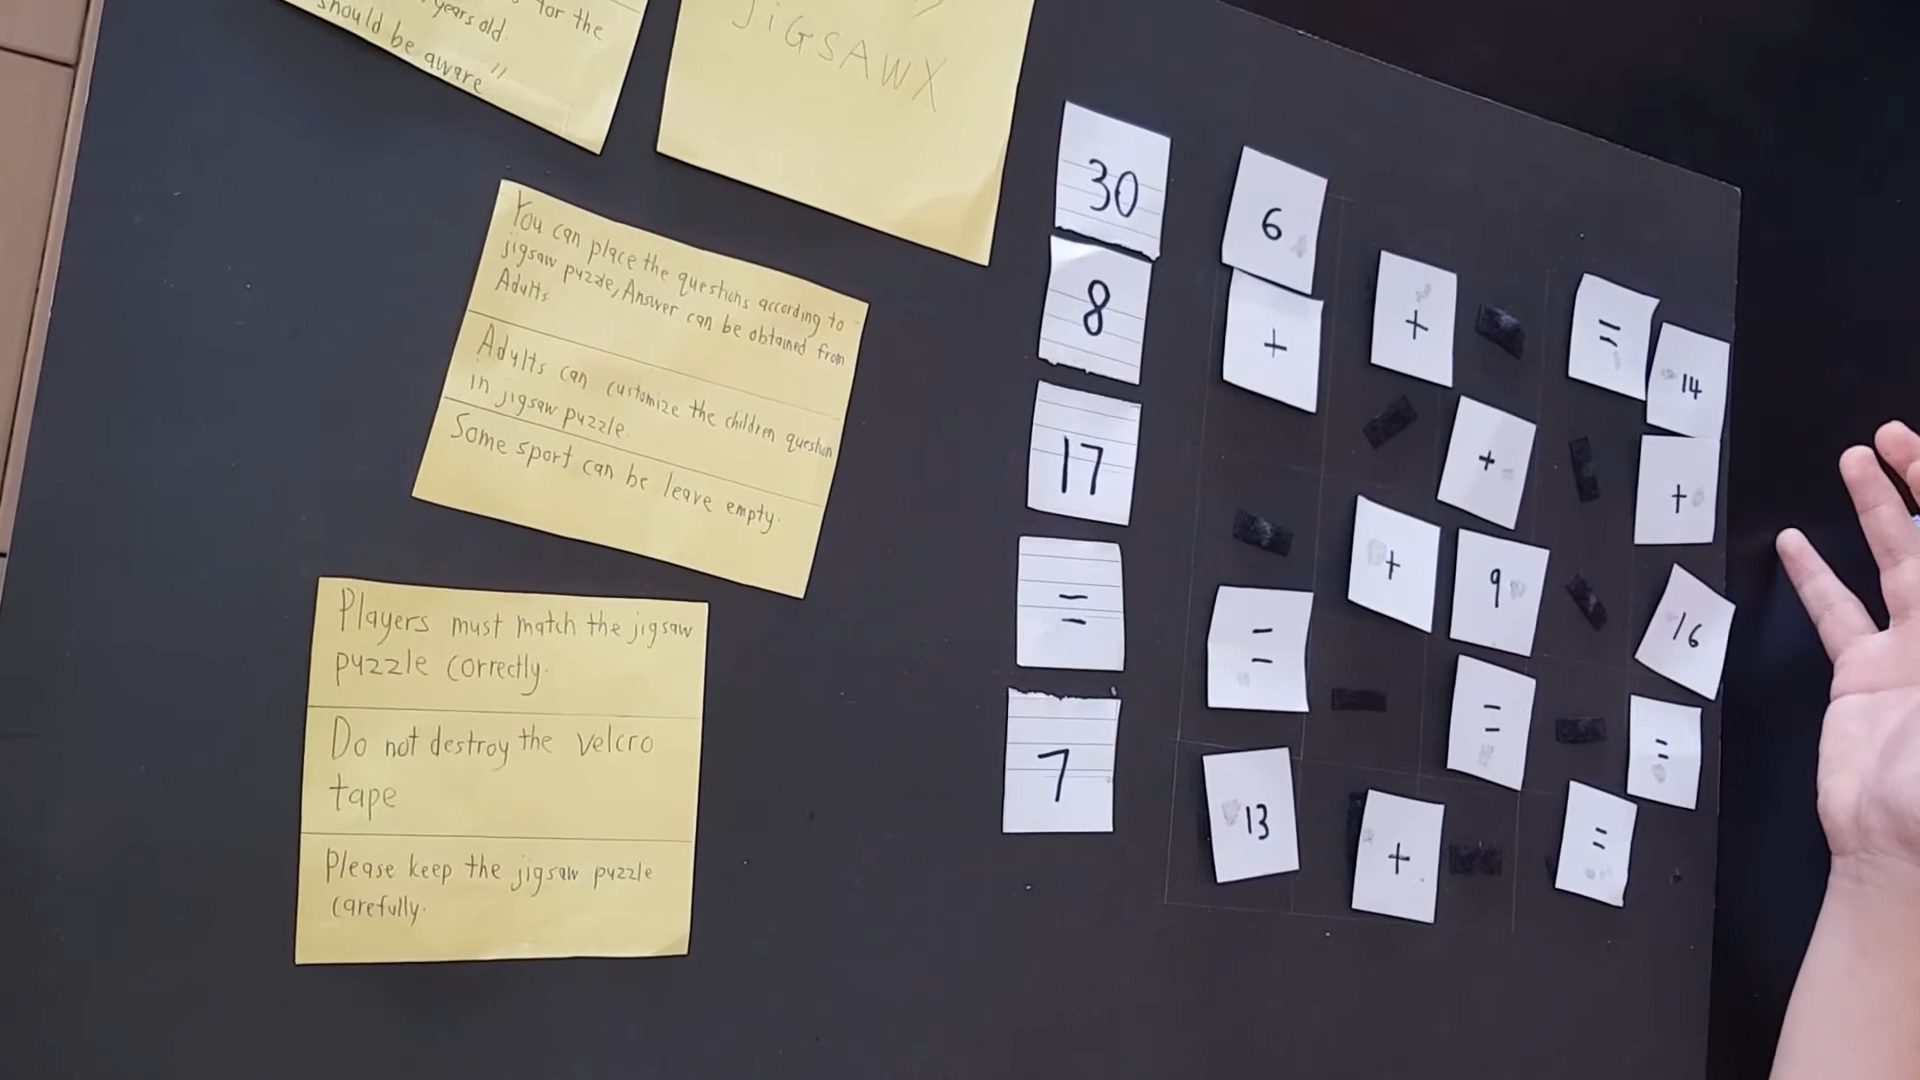 for the
years old.
should be aware"
JiGSAWX
You can place the questions according to
jigsaw puzzle, Answer can be obtained from
Adults
Adults can customize the children question
in jigsaw puzzle.
Some sport can be leave empty.
Players must match the jigsaw
puzzle correctly.
Do not destroy the velcro
tape
Please keep the jigsaw puzzle
carefully.
30
8
17
=
7
6
+ + = 14
+ +
= + 9 16
= =
13 + =